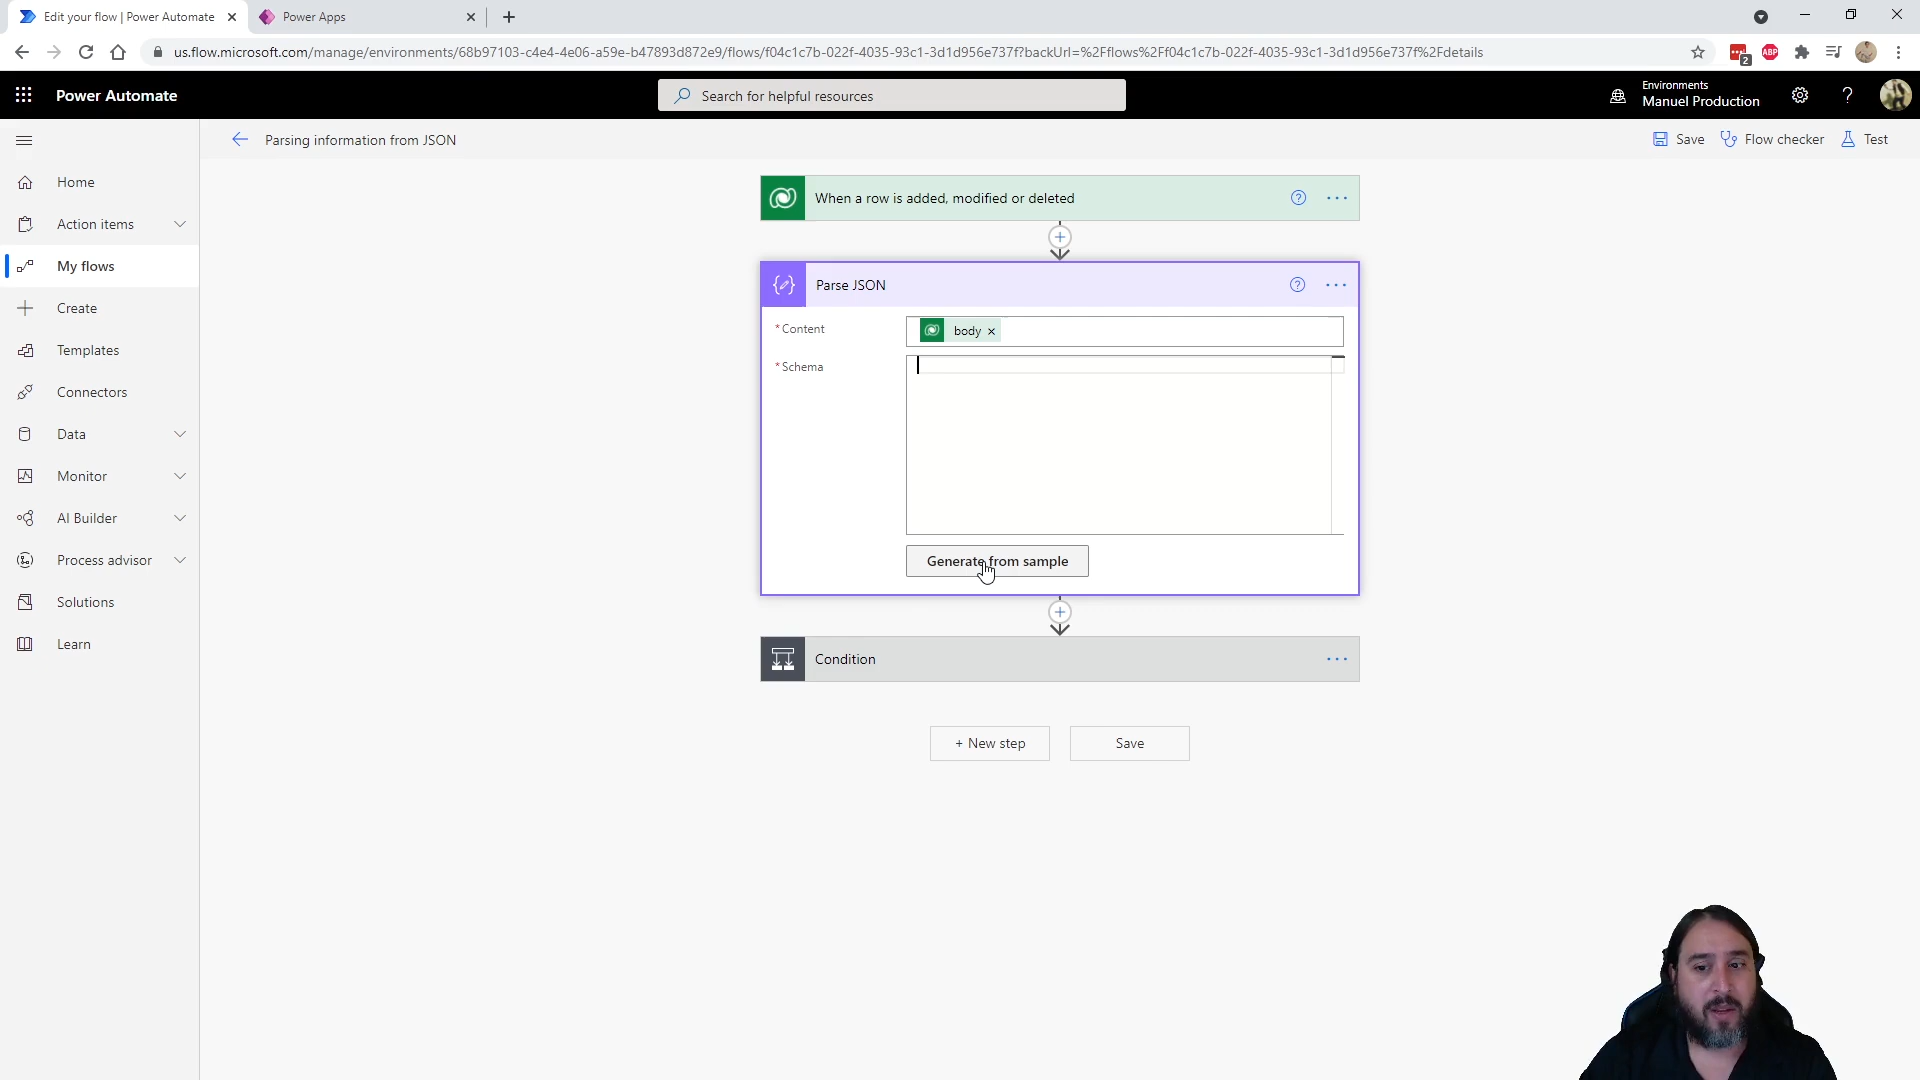 Edit your flow | Power Automate
Power Apps
us.flow.microsoft.com/manage/environments/68b97103-c4e4-4e06-a59e-b47893d872e9/flows/f04c1c7b-022f-4035-93c1-3d1d956e737f?backUrl=%2Fflows%2Ff04c1c7b-022f-4035-93c1-3d1d956e737f%2Fdetails
2
ABP
Power Automate
Search for helpful resources
Environments
Manuel Production
?
Parsing information from JSON
Save
Flow checker
Test
Home
Action items
My flows
Create
Templates
Connectors
Data
Monitor
AI Builder
Process advisor
Solutions
Learn
When a row is added, modified or deleted
?
Parse JSON
?
*Content
body
*Schema
Generate from sample
Condition
+ New step
Save